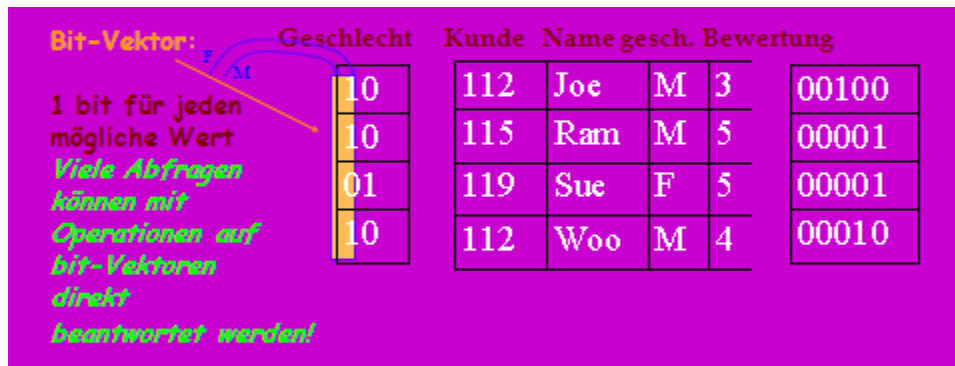 Bit-Vektor: Geschlecht Kunde Name gesch. Bewertung
F
M
10 112 Joe M 3 00100
1 bit für jeden
mögliche Wert
10 115 Ram M 5 00001
Viele Abfragen
können mit
01 119 Sue F 5 00001
Operationen auf
10 112 Woo M 4 00010
bit-Vektoren
direkt
beantwortet werden!